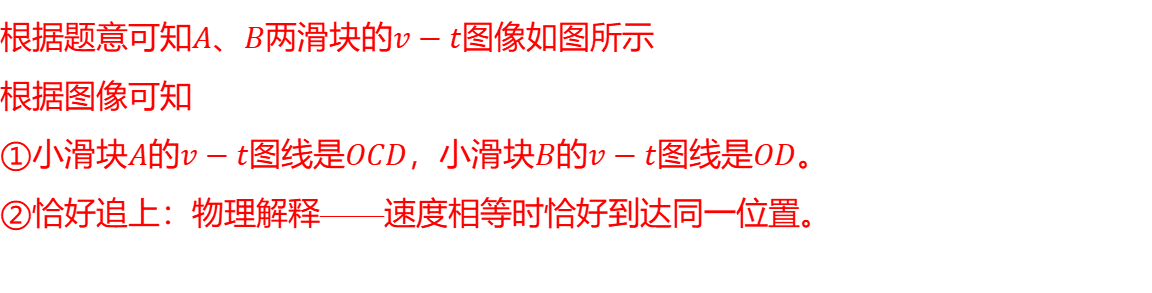 根据题意可知A、B两滑块的v − t图像如图所示
根据图像可知
①小滑块A的v − t图线是OCD，小滑块B的v − t图线是OD。
②恰好追上：物理解释——速度相等时恰好到达同一位置。